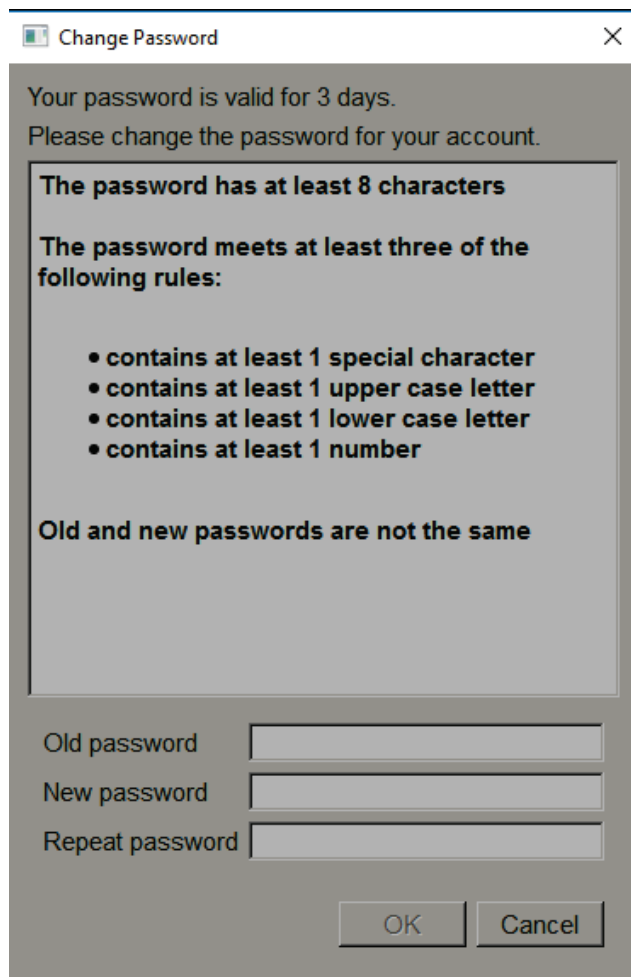 Change Password
Your password is valid for 3 days.
Please change the password for your account.
The password has at least 8 characters
The password meets at least three of the
following rules:
• contains at least 1 special character
• contains at least 1 upper case letter
• contains at least 1 lower case letter
• contains at least 1 number
Old and new passwords are not the same
Old password
New password
Repeat password
OK Cancel